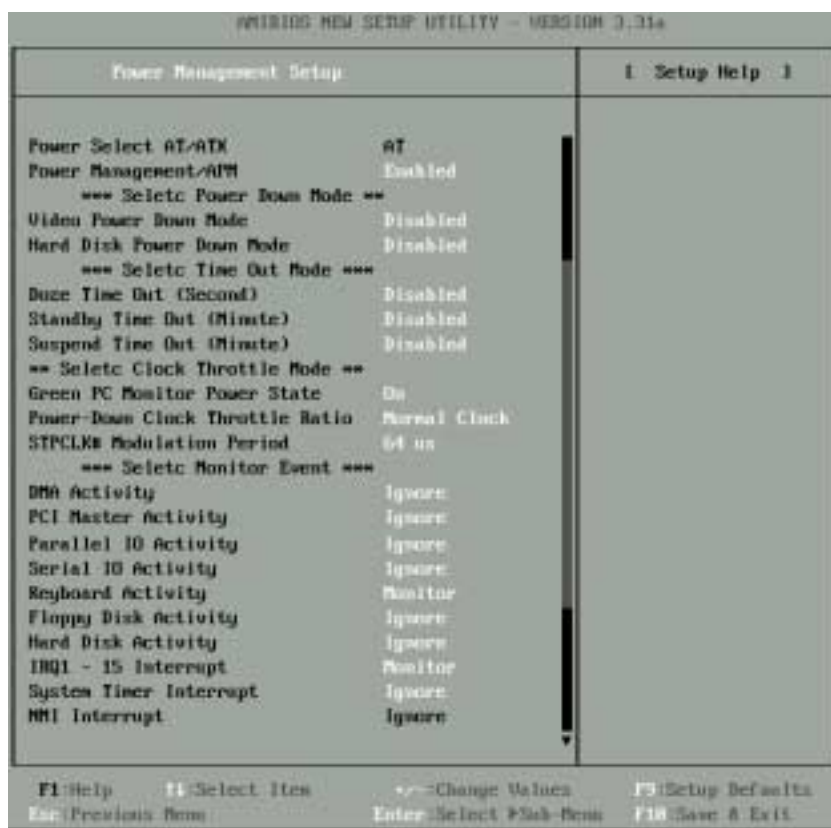 AMIBIOS NEW SETUP UTILITY - VERSION 3.31a
Power Management Setup
[ Setup Help ]
Power Select AT/ATX AT
Power Management/APM Enabled
*** Seletc Power Down Mode **
Video Power Down Mode Disabled
Hard Disk Power Down Mode Disabled
*** Seletc Time Out Mode ***
Doze Time Out (Second) Disabled
Standby Time Out (Minute) Disabled
Suspend Time Out (Minute) Disabled
** Seletc Clock Throttle Mode **
Green PC Monitor Power State On
Power-Down Clock Throttle Ratio Normal Clock
STPCLK# Modulation Period 64 us
*** Seletc Monitor Event ***
DMA Activity Ignore
PCI Master Activity Ignore
Parallel IO Activity Ignore
Serial IO Activity Ignore
Keyboard Activity Monitor
Floppy Disk Activity Ignore
Hard Disk Activity Ignore
IRQ1 - 15 Interrupt Monitor
System Timer Interrupt Ignore
NMI Interrupt Ignore
F1:Help ↑↓:Select Item +/-:Change Values F9:Setup Defaults
Esc:Previous Menu Enter:Select ▶Sub-Menu F10:Save & Exit